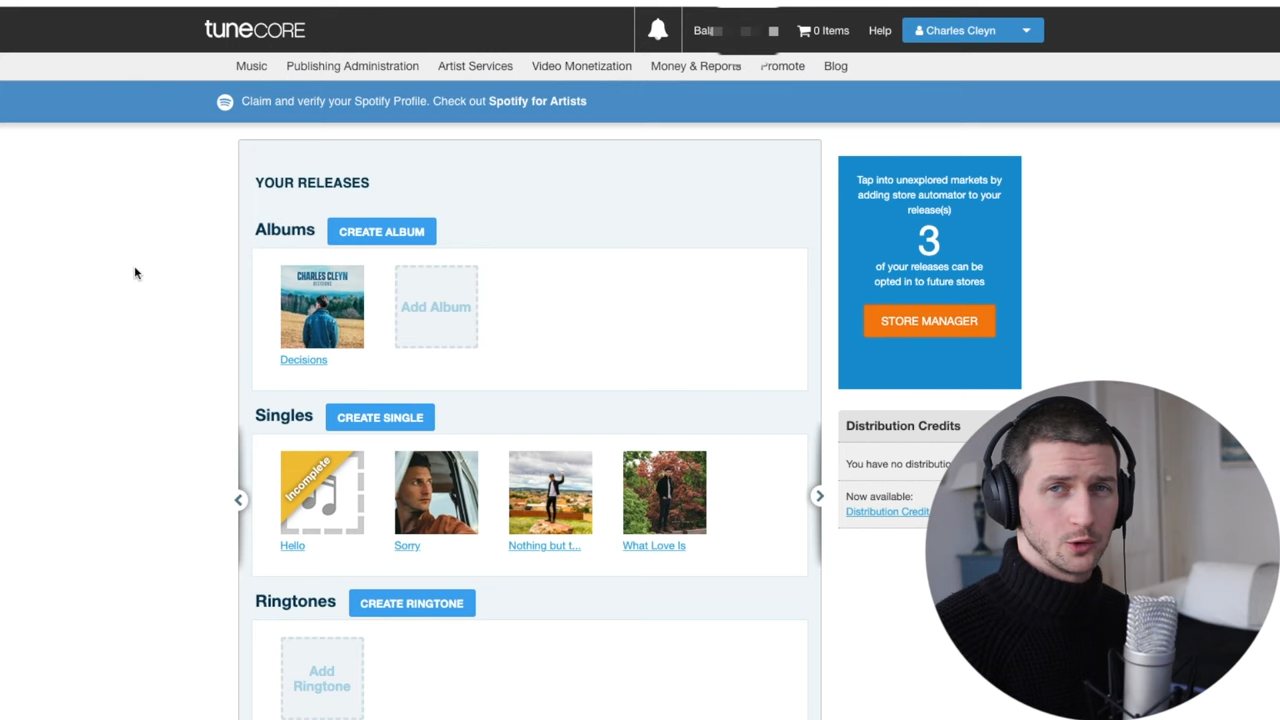 tunecore
0 Items
Help
Charles Cleyn
Music
Publishing Administration
Artist Services
Video Monetization
Money & Reports
Promote
Blog
Claim and verify your Spotify Profile. Check out Spotify for Artists
YOUR RELEASES
Albums
CREATE ALBUM
CHARLES CLEYN
DECISIONS
Add Album
Decisions
Singles
CREATE SINGLE
Incomplete
Hello
Sorry
Nothing but t...
What Love Is
Ringtones
CREATE RINGTONE
Add
Ringtone
Tap into unexplored markets by
adding store automator to your
release(s)
3
of your releases can be
opted in to future stores
STORE MANAGER
Distribution Credits
You have no
Now available:
Distribution